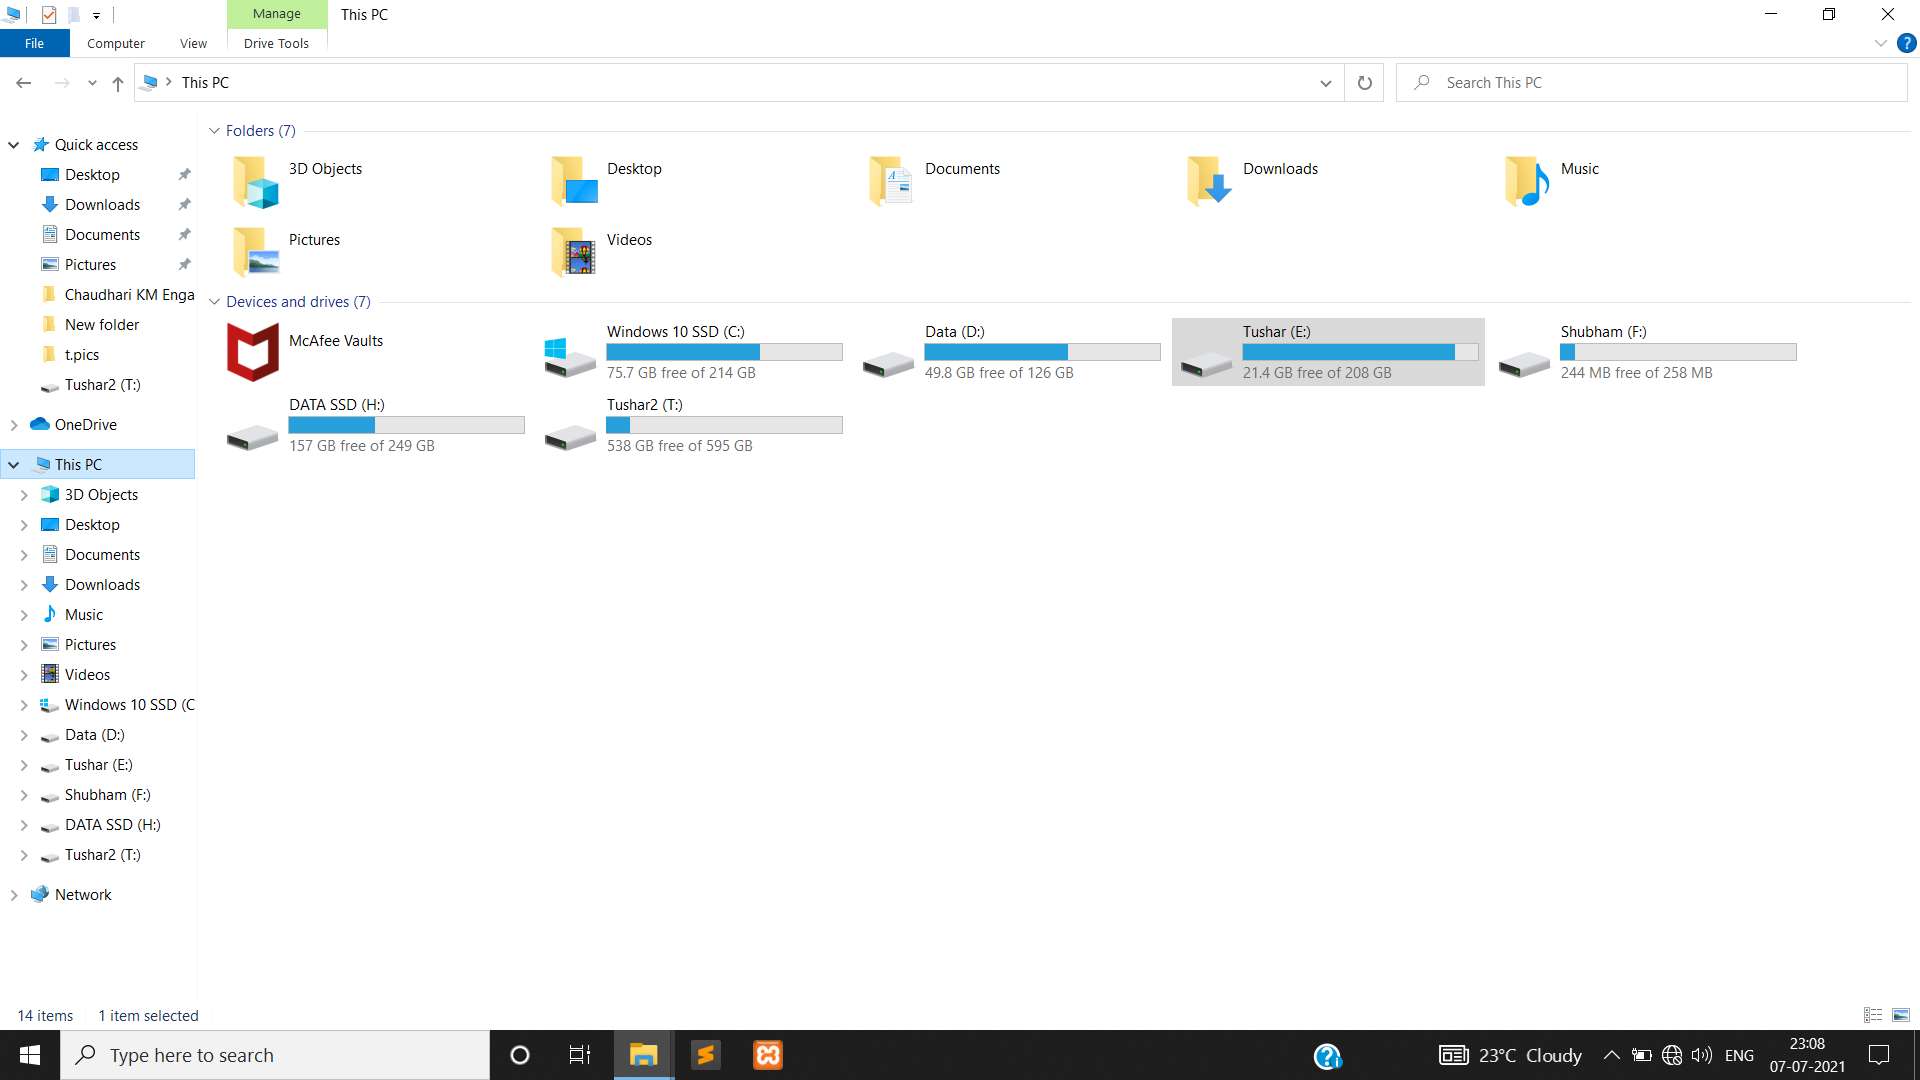 Manage
This PC
File
Computer
View
Drive Tools
This PC
Search This PC
Quick access
Desktop
Downloads
Documents
Pictures
Chaudhari KM Enga
New folder
t.pics
Tushar2 (T:)
OneDrive
This PC
3D Objects
Desktop
Documents
Downloads
Music
Pictures
Videos
Windows 10 SSD (C
Data (D:)
Tushar (E:)
Shubham (F:)
DATA SSD (H:)
Tushar2 (T:)
Network
Folders (7)
3D Objects
Desktop
Documents
Downloads
Music
Pictures
Videos
Devices and drives (7)
McAfee Vaults
Windows 10 SSD (C:)
75.7 GB free of 214 GB
Data (D:)
49.8 GB free of 126 GB
Tushar (E:)
21.4 GB free of 208 GB
Shubham (F:)
244 MB free of 258 MB
DATA SSD (H:)
157 GB free of 249 GB
Tushar2 (T:)
538 GB free of 595 GB
14 items
1 item selected
Type here to search
23°C Cloudy
ENG
23:08
07-07-2021